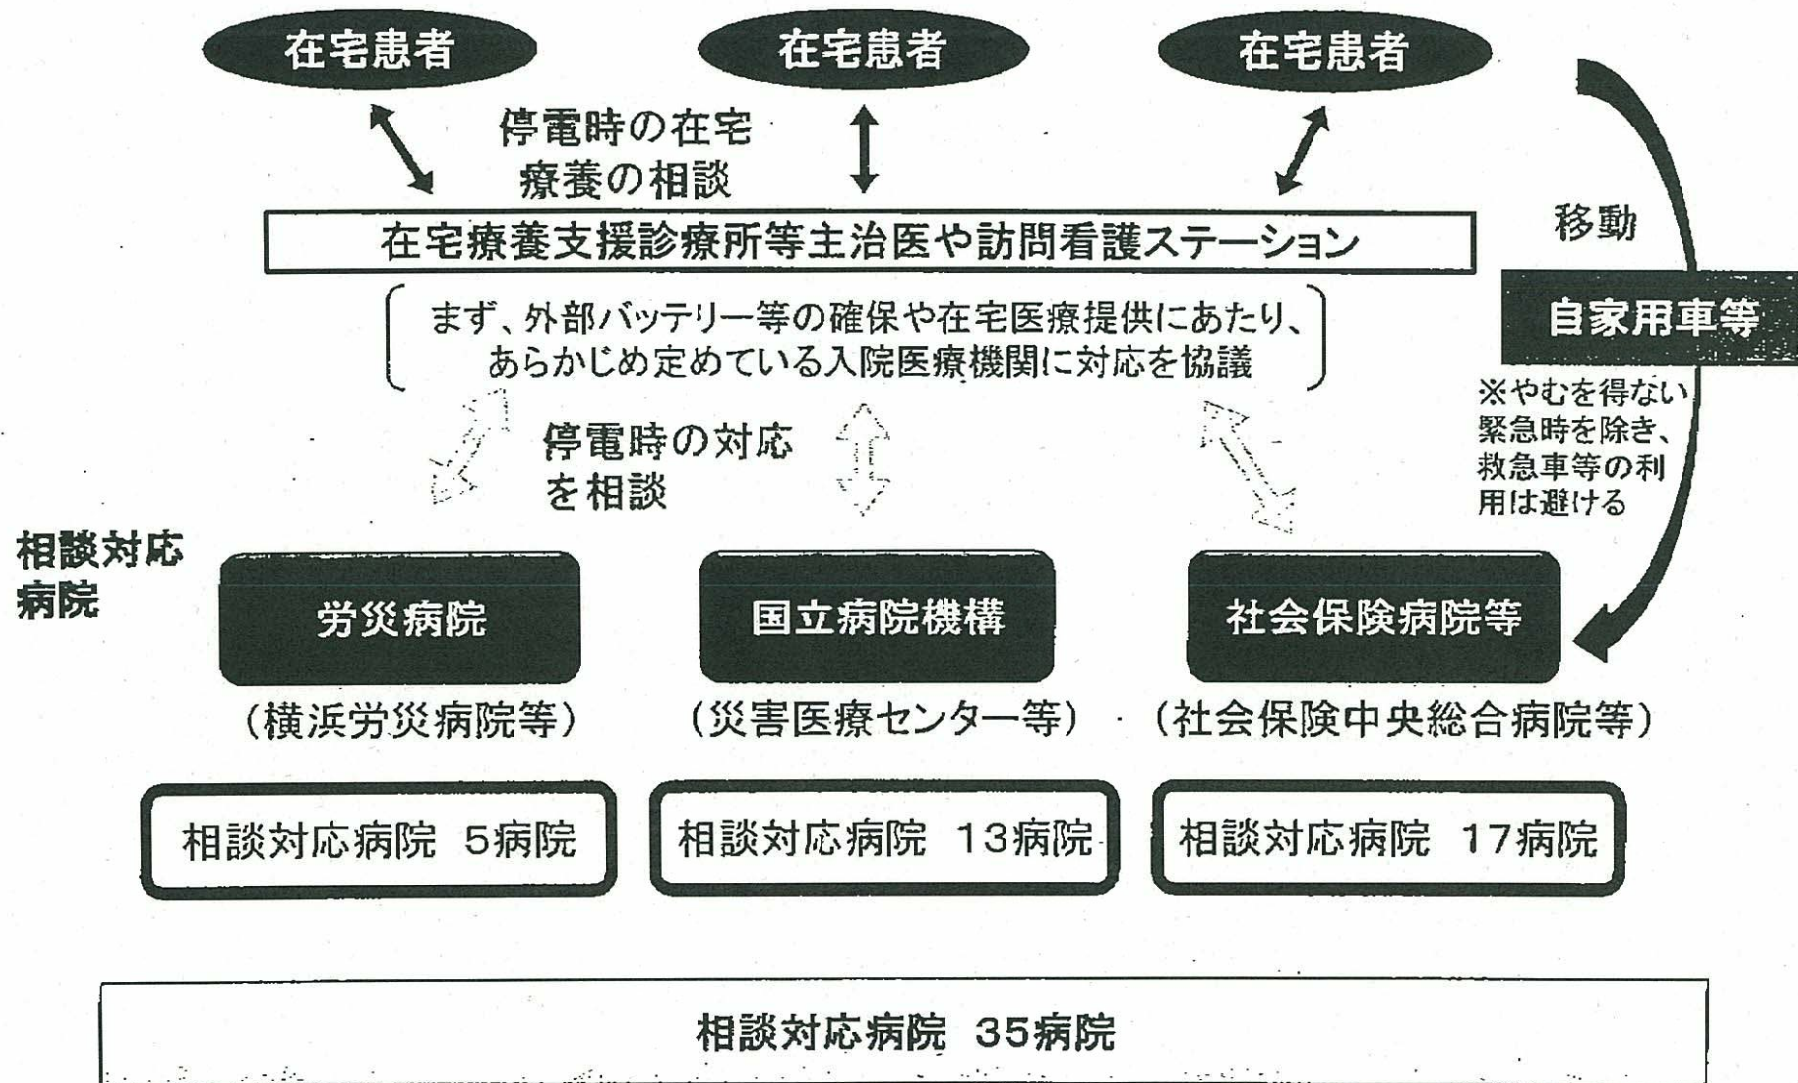 在宅患者
在宅患者
在宅患者
停電時の在宅
療養の相談
在宅療養支援診療所等主治医や訪問看護ステーション
まず、外部バッテリー等の確保や在宅医療提供にあたり、
あらかじめ定めている入院医療機関に対応を協議
移動
自家用車等
※やむを得ない
緊急時を除き、
救急車等の利
用は避ける
停電時の対応
を相談
相談対応
病院
労災病院
国立病院機構
社会保険病院等
(横浜労災病院等)
(災害医療センター等)
(社会保険中央総合病院等)
相談対応病院 5病院
相談対応病院 13病院
相談対応病院 17病院
相談対応病院 35病院